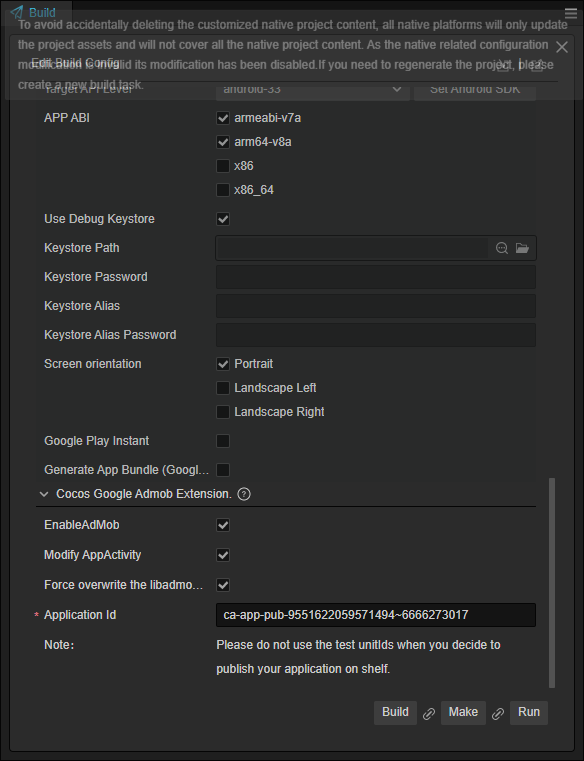 Build
To avoid accidentally deleting the customized native project content, all native platforms will only update
the project assets and will not cover all the native project content. As the native related configuration
modification is invalid its modification has been disabled.If you need to regenerate the project, please
create a new build task.
Edit Build Config
Target API Level android-33 Set Android SDK
APP ABI armeabi-v7a
arm64-v8a
x86
x86_64
Use Debug Keystore
Keystore Path
Keystore Password
Keystore Alias
Keystore Alias Password
Screen orientation Portrait
Landscape Left
Landscape Right
Google Play Instant
Generate App Bundle (Googl...
Cocos Google Admob Extension. ?
EnableAdMob
Modify AppActivity
Force overwrite the libadmo...
* Application Id ca-app-pub-9551622059571494~6666273017
Note： Please do not use the test unitIds when you decide to
publish your application on shelf.
Build Make Run